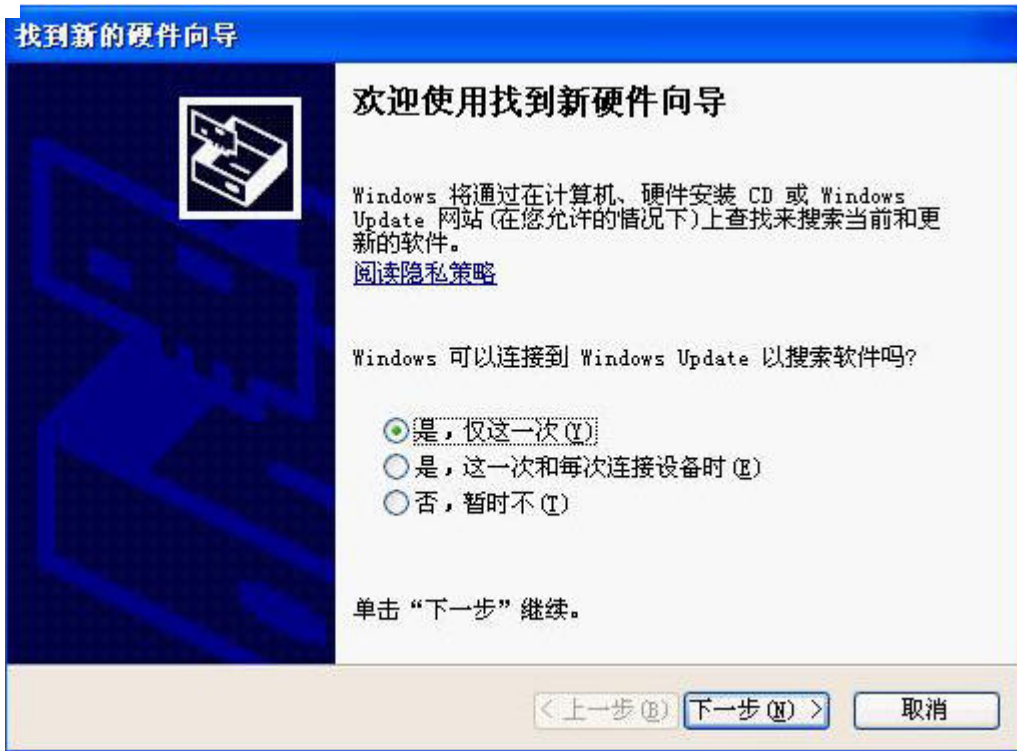 找到新的硬件向导
欢迎使用找到新硬件向导
Windows 将通过在计算机、硬件安装 CD 或 Windows
Update 网站(在您允许的情况下)上查找来搜索当前和更
新的软件。
阅读隐私策略
Windows 可以连接到 Windows Update 以搜索软件吗?
是，仅这一次(Y)
是，这一次和每次连接设备时(E)
否，暂时不(T)
单击“下一步”继续。
< 上一步(B) 下一步(N) > 取消